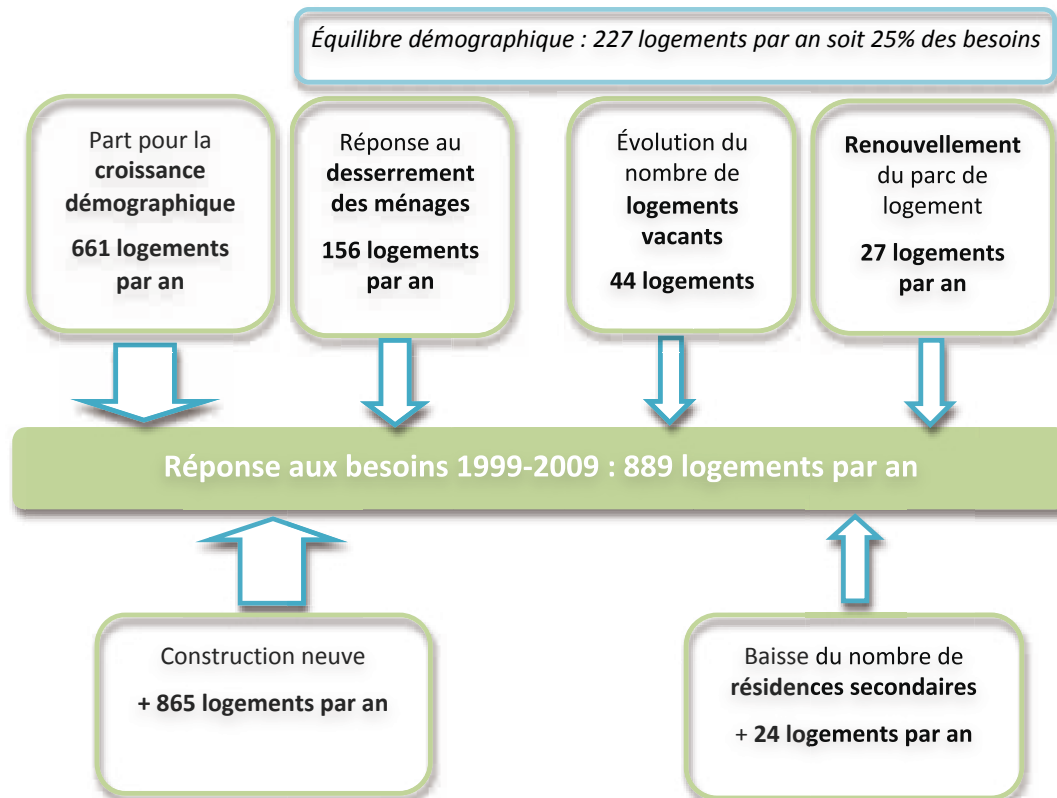 Équilibre démographique : 227 logements par an soit 25% des besoins
Part pour la
croissance
démographique
661 logements
par an
Réponse au
desserrement
des ménages
156 logements
par an
Évolution du
nombre de
logements
vacants
44 logements
Renouvellement
du parc de
logement
27 logements
par an
Réponse aux besoins 1999-2009 : 889 logements par an
Construction neuve
+ 865 logements par an
Baisse du nombre de
résidences secondaires
+ 24 logements par an